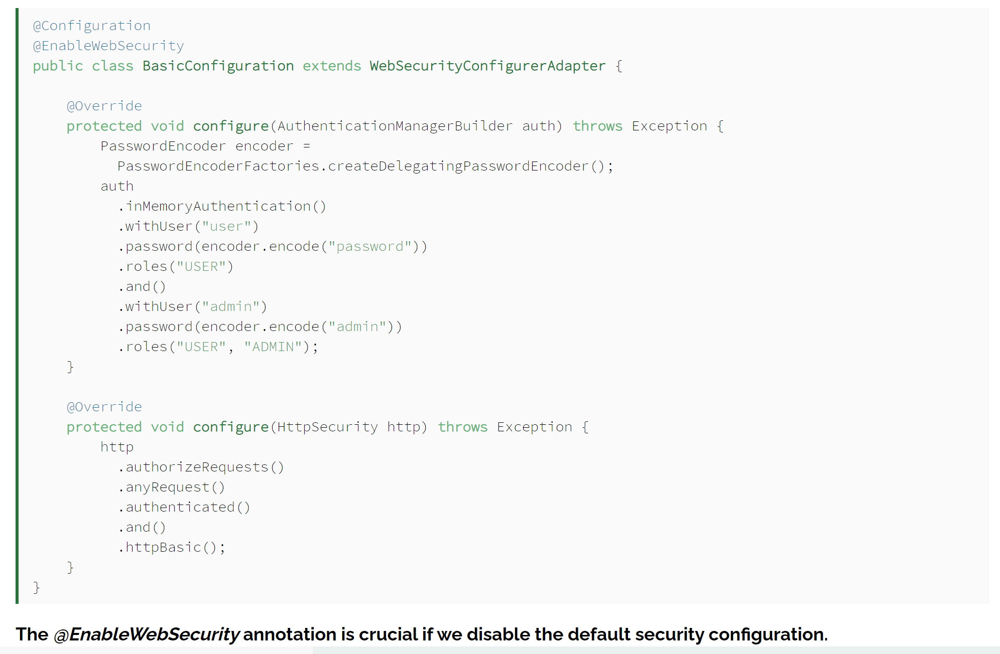 @Configuration
@EnableWebSecurity
public class BasicConfiguration extends WebSecurityConfigurerAdapter {
@Override
protected void configure(AuthenticationManagerBuilder auth) throws Exception {
PasswordEncoder encoder =
PasswordEncoderFactories.createDelegatingPasswordEncoder();
auth
.inMemoryAuthentication()
.withUser("user")
.password(encoder.encode("password"))
.roles("USER")
.and()
.withUser("admin")
.password(encoder.encode("admin"))
.roles("USER", "ADMIN");
}
@Override
protected void configure(HttpSecurity http) throws Exception {
http
.authorizeRequests()
.anyRequest()
.authenticated()
.and()
.httpBasic();
}
}
The @EnableWebSecurity annotation is crucial if we disable the default security configuration.